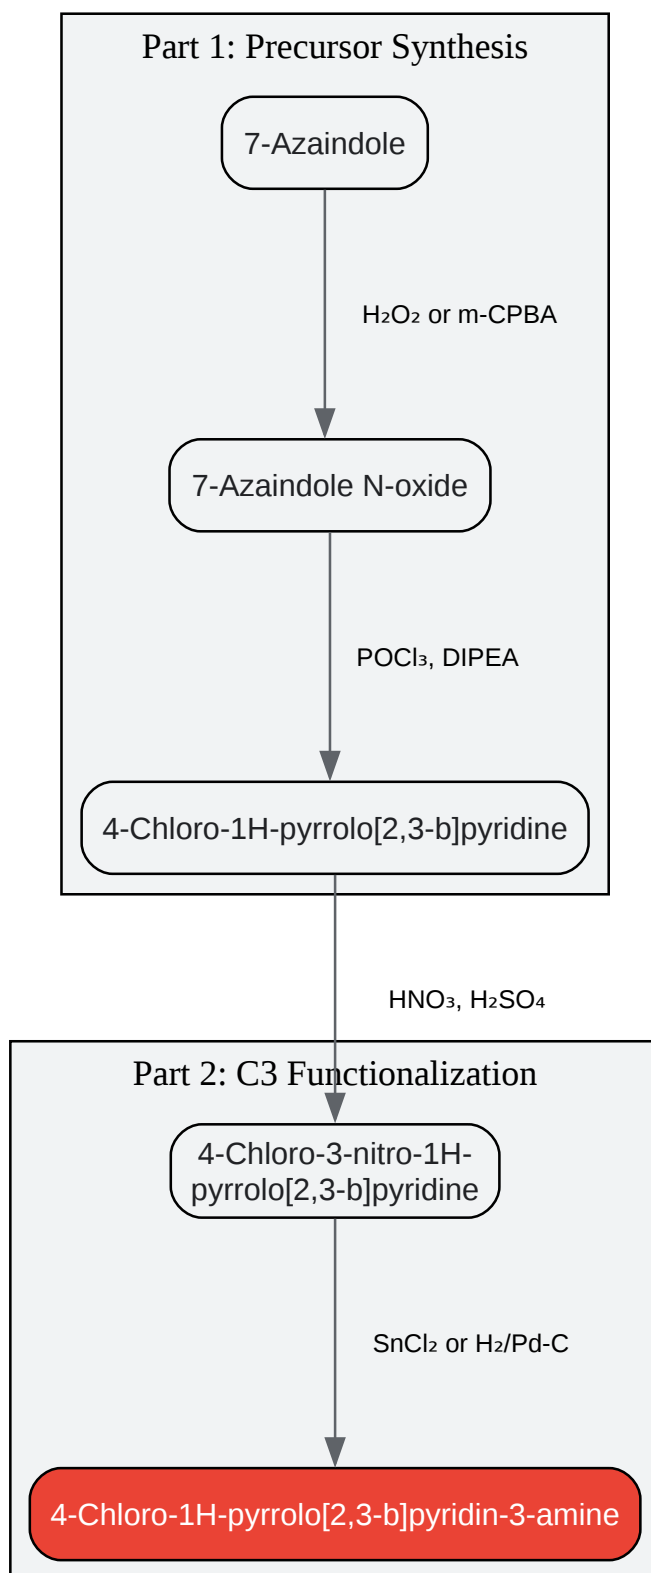 Part 1: Precursor Synthesis
7-Azaindole
H₂O₂ or m-CPBA
7-Azaindole N-oxide
POCl₃, DIPEA
4-Chloro-1H-pyrrolo[2,3-b]pyridine
HNO₃, H₂SO₄
Part 2: C3 Functionalization
4-Chloro-3-nitro-1H-
pyrrolo[2,3-b]pyridine
SnCl₂ or H₂/Pd-C
4-Chloro-1H-pyrrolo[2,3-b]pyridin-3-amine